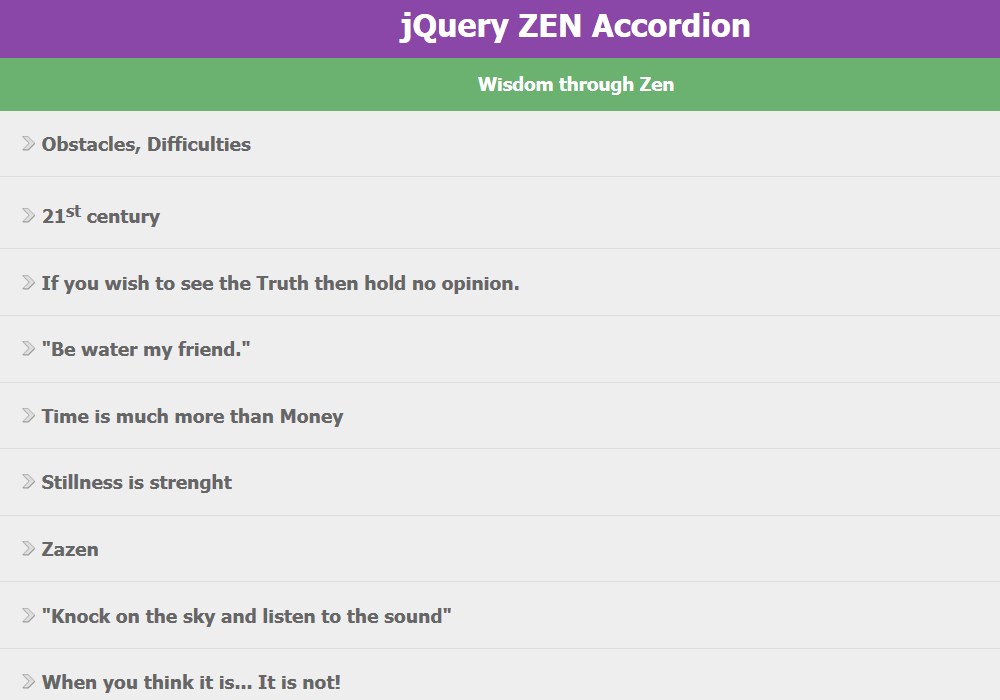 jQuery ZEN Accordion
Wisdom through Zen
Obstacles, Difficulties
21st century
If you wish to see the Truth then hold no opinion.
"Be water my friend."
Time is much more than Money
Stillness is strenght
Zazen
"Knock on the sky and listen to the sound"
When you think it is... It is not!